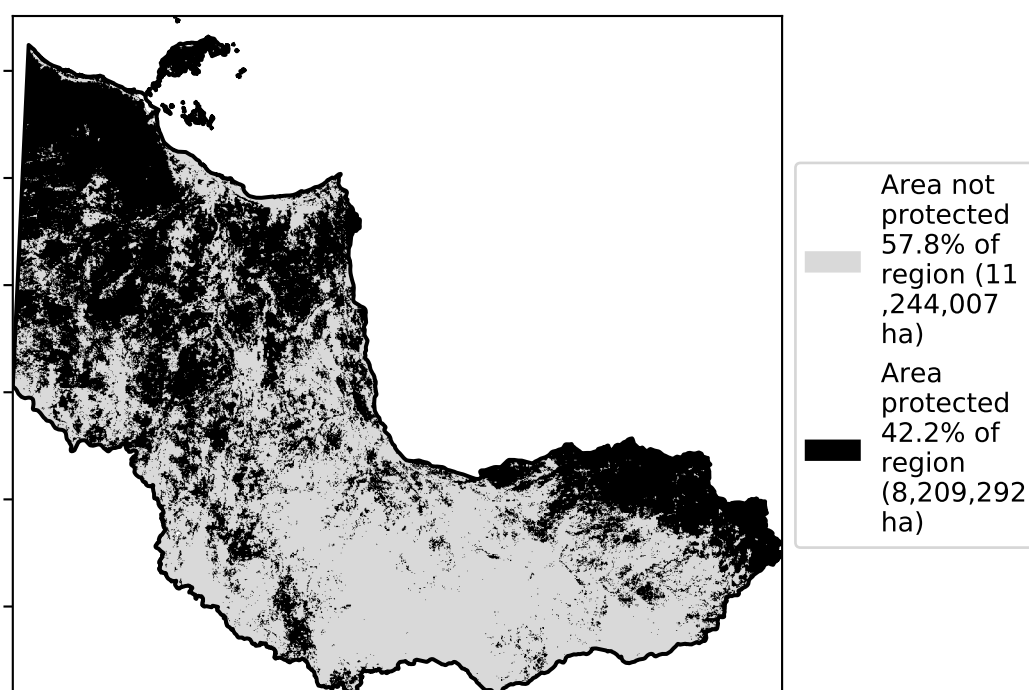 Area not
protected
57.8% of
region (11
,244,007
ha)
Area
protected
42.2% of
region
(8,209,292
ha)